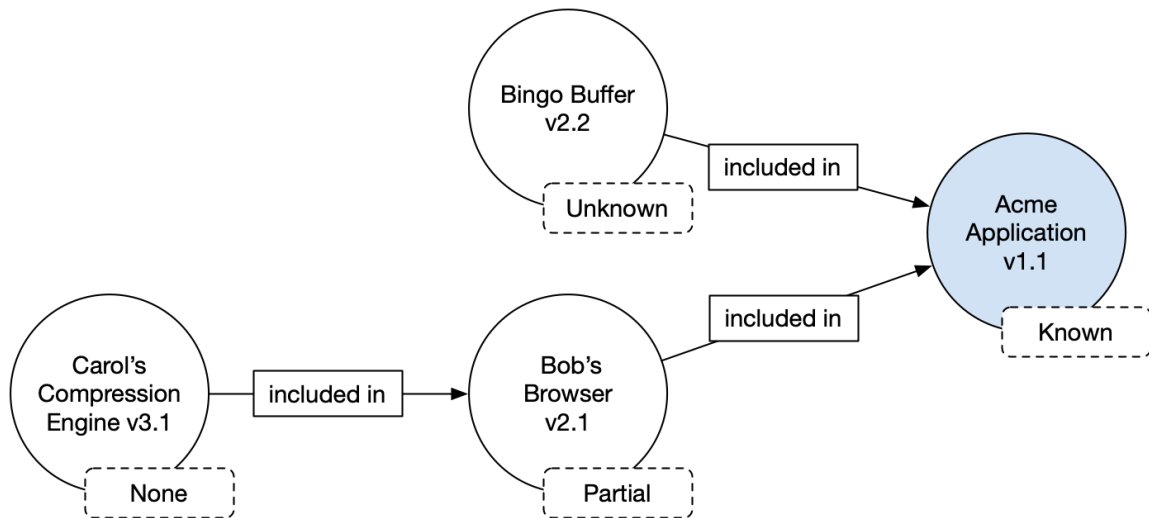 Bingo Buffer
v2.2
Unknown
included in
Acme
Application
v1.1
Known
Carol’s
Compression
Engine v3.1
None
included in
Bob’s
Browser
v2.1
Partial
included in